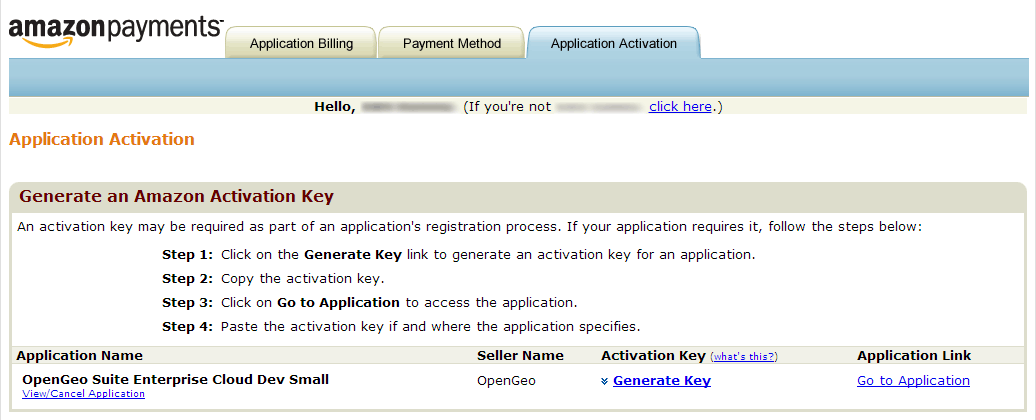 amazonpayments™
Application Billing Payment Method Application Activation
Hello, (If you're not click here.)
Application Activation
Generate an Amazon Activation Key
An activation key may be required as part of an application's registration process. If your application requires it, follow the steps below:
Step 1: Click on the Generate Key link to generate an activation key for an application.
Step 2: Copy the activation key.
Step 3: Click on Go to Application to access the application.
Step 4: Paste the activation key if and where the application specifies.
Application Name Seller Name Activation Key (what's this?) Application Link
OpenGeo Suite Enterprise Cloud Dev Small OpenGeo Generate Key Go to Application
View/Cancel Application